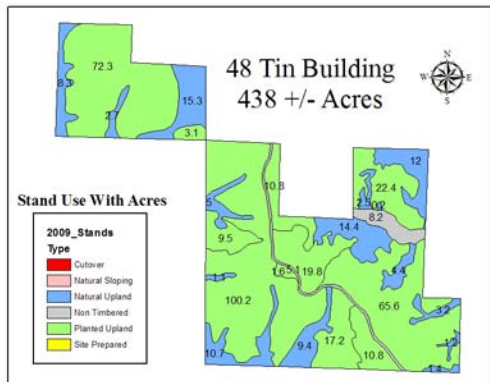 48 Tin Building
438 +/- Acres
N
W
E
S
72.3
8.3
15.3
2.7
3.1
10.8
12
22.4
8.2
14.4
5
9.5
1.6
5.1
19.8
4.4
100.2
65.6
3.2
1.2
10.7
9.4
17.2
10.8
Stand Use With Acres
2009_Stands
Type
Cutover
Natural Sloping
Natural Upland
Non Timbered
Planted Upland
Site Prepared